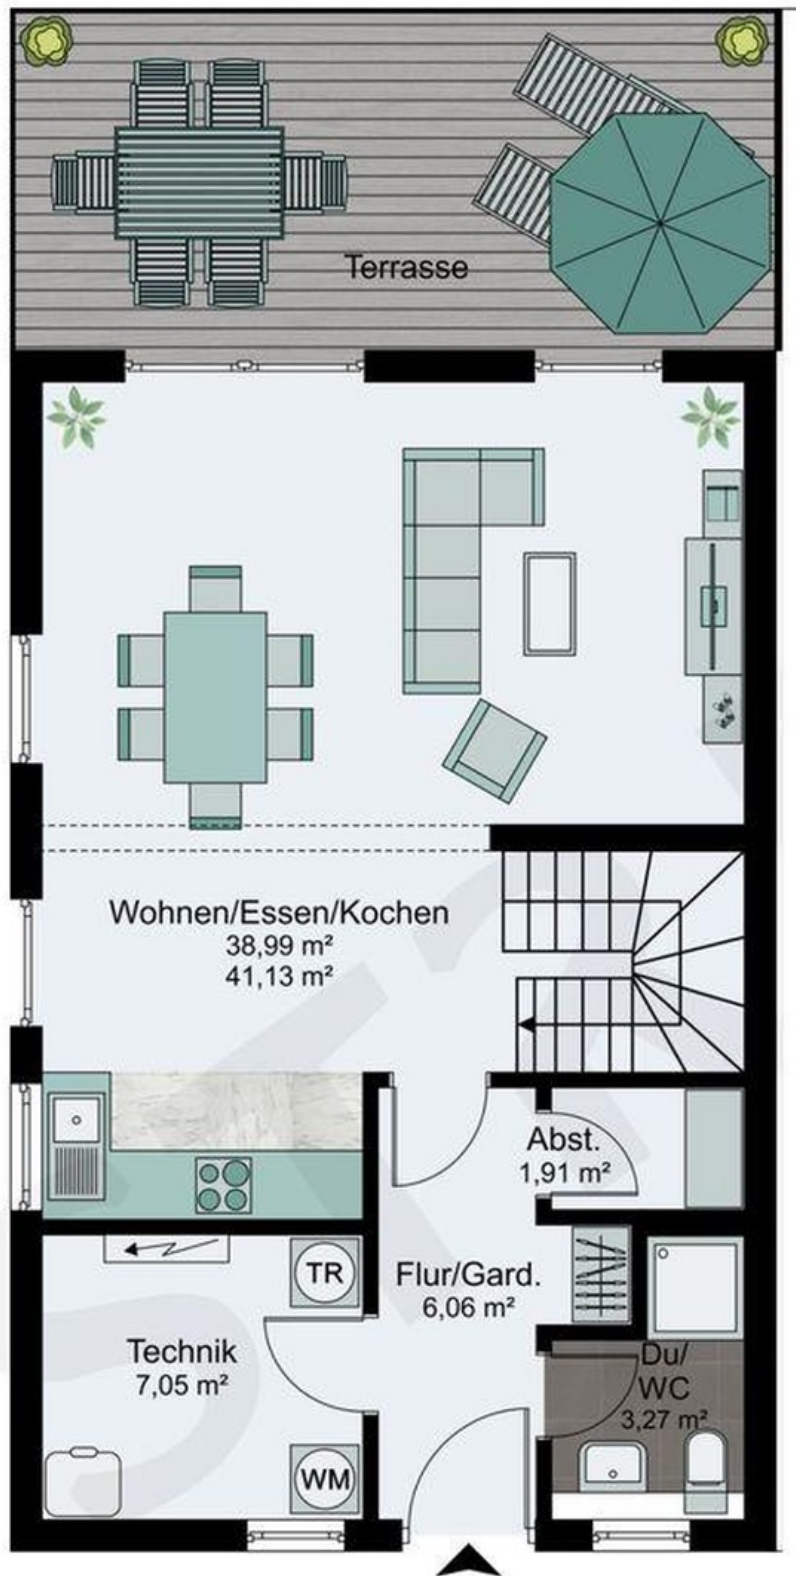 Terrasse
Wohnen/Essen/Kochen
38,99 m²
41,13 m²
Abst.
1,91 m²
TR
Flur/Gard.
6,06 m²
Technik
7,05 m²
Du/
WC
3,27 m²
WM